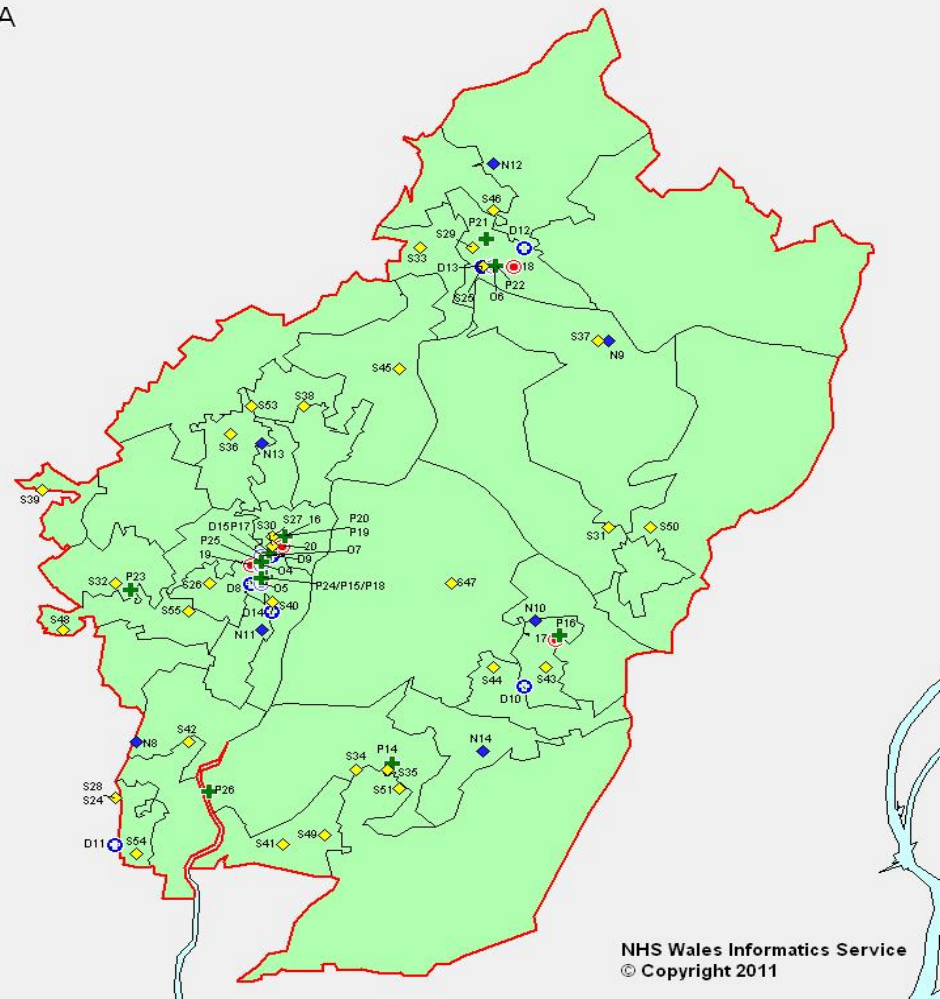 A
N12
S46
P21
D12
S29
S33
D13
18
P22
S25
O6
S37
N9
S45
S53
S38
S36
N13
S39
D15P17
S30
S27
16
P20
P19
P25
20
O7
19
D9
S31
S50
O4
S32
P23
S26
D8
O5
P24/P15/P18
S47
S55
D14
S40
N10
S48
N11
P16
17
S44
S43
D10
N8
S42
N14
P14
S34
S35
S28
S24
P26
S51
D11
S54
S49
S41
NHS Wales Informatics Service
© Copyright 2011